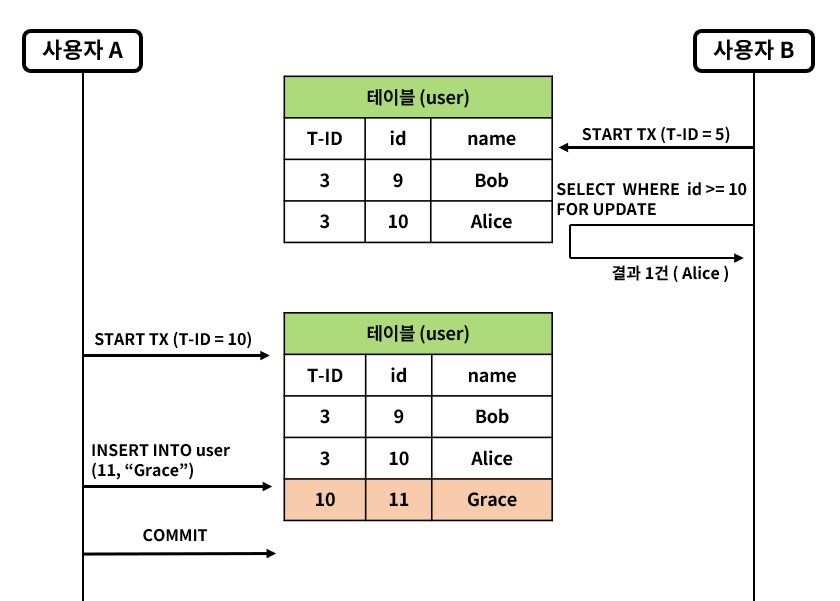 사용자 A
사용자 B
테이블 (user)
T-ID id name
3 9 Bob
3 10 Alice
START TX (T-ID = 5)
SELECT WHERE id >= 10
FOR UPDATE
결과 1건 ( Alice )
START TX (T-ID = 10)
테이블 (user)
T-ID id name
3 9 Bob
3 10 Alice
10 11 Grace
INSERT INTO user
(11, “Grace”)
COMMIT